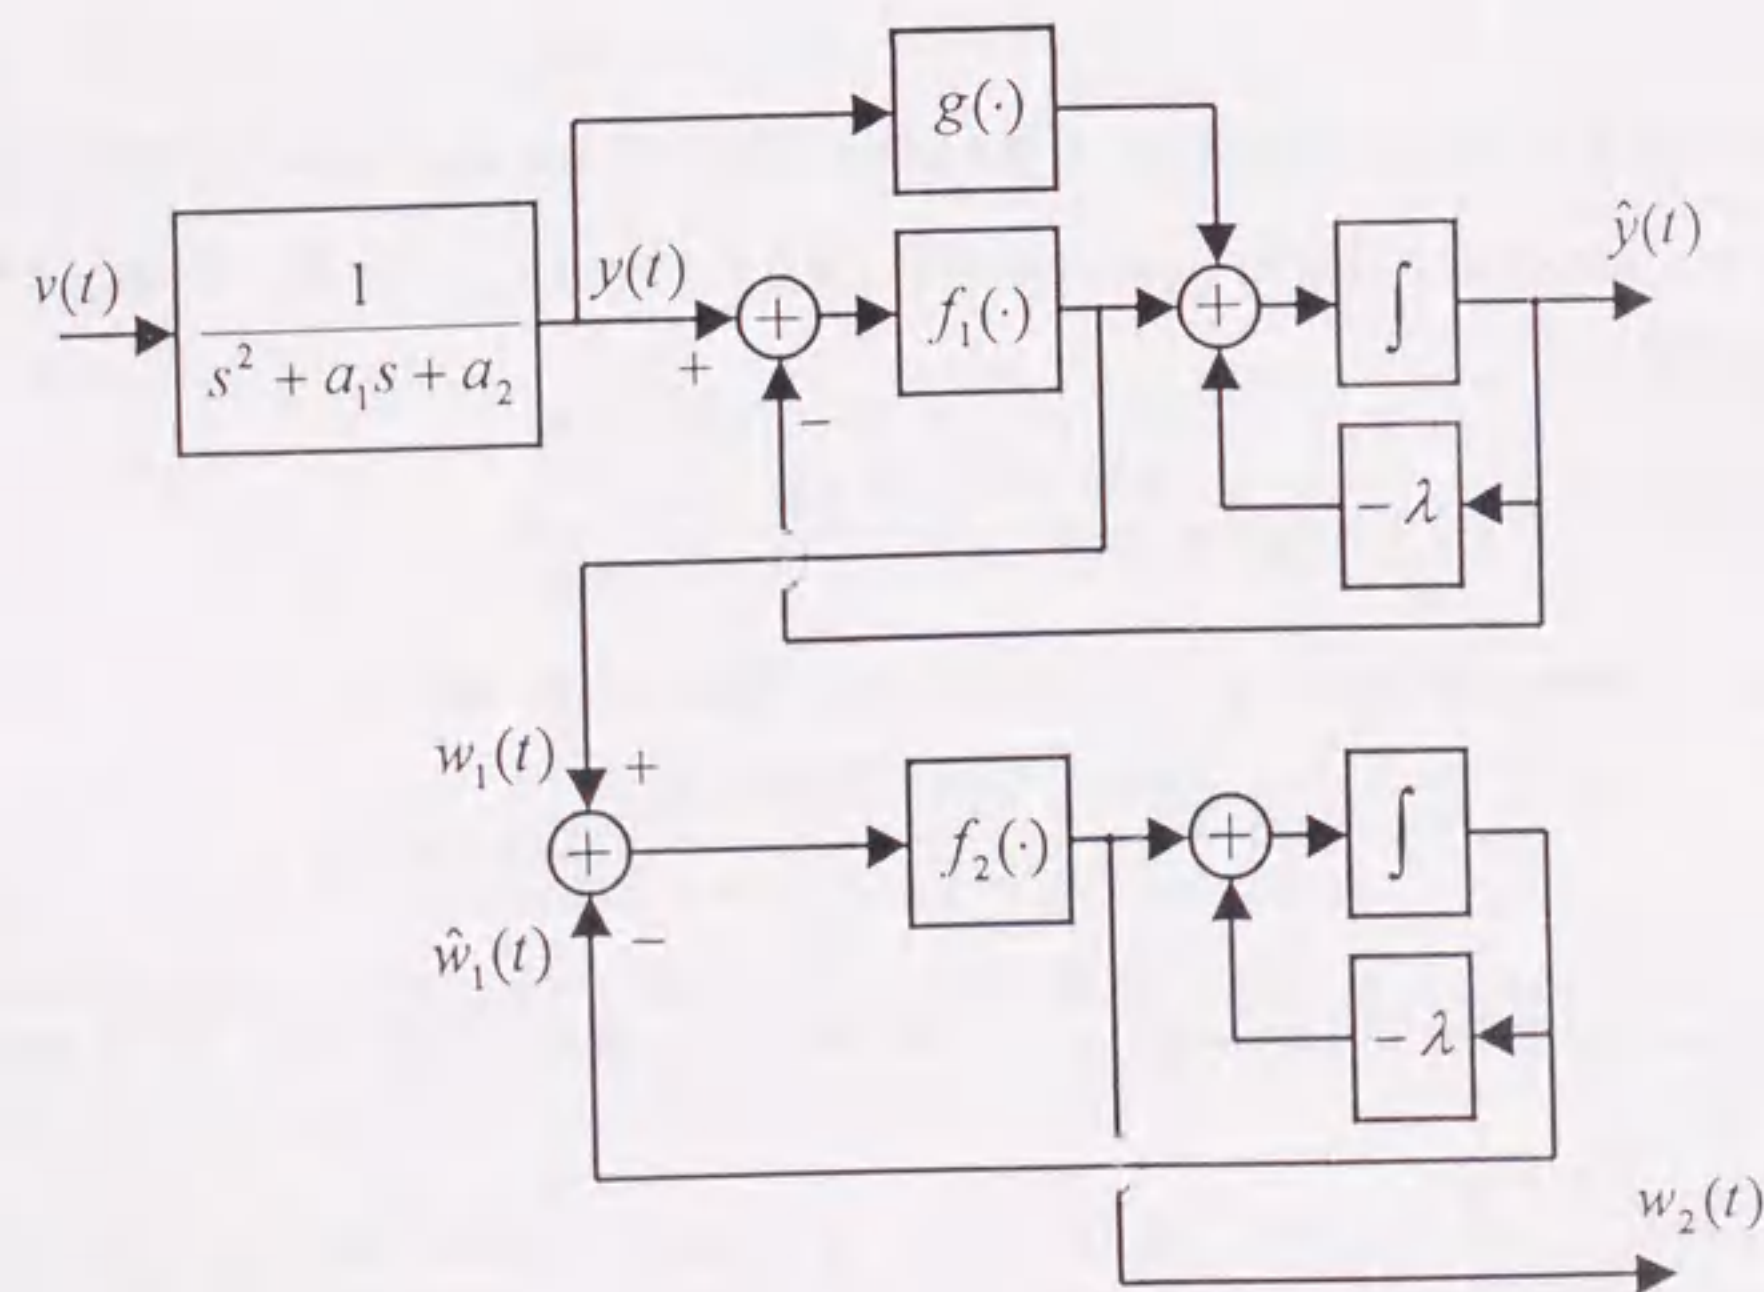 g(·)
v(t)
1
s² + a₁s + a₂
y(t)
+
+
−
f₁(·)
+
∫
ŷ(t)
− λ
w₁(t)
+
+
ŵ₁(t)
−
f₂(·)
+
∫
− λ
w₂(t)